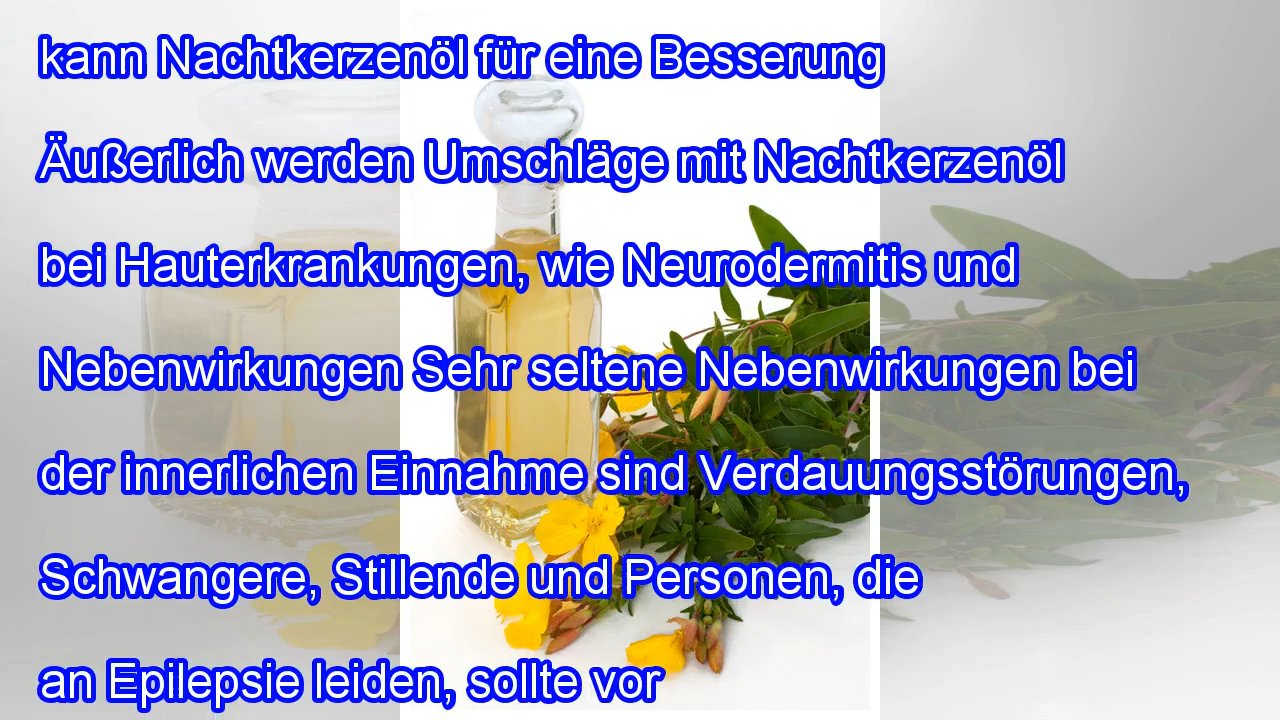 kann Nachtkerzenöl für eine Besserung
Äußerlich werden Umschläge mit Nachtkerzenöl
bei Hauterkrankungen, wie Neurodermitis und
Nebenwirkungen Sehr seltene Nebenwirkungen bei
der innerlichen Einnahme sind Verdauungsstörungen,
Schwangere, Stillende und Personen, die
an Epilepsie leiden, sollte vor